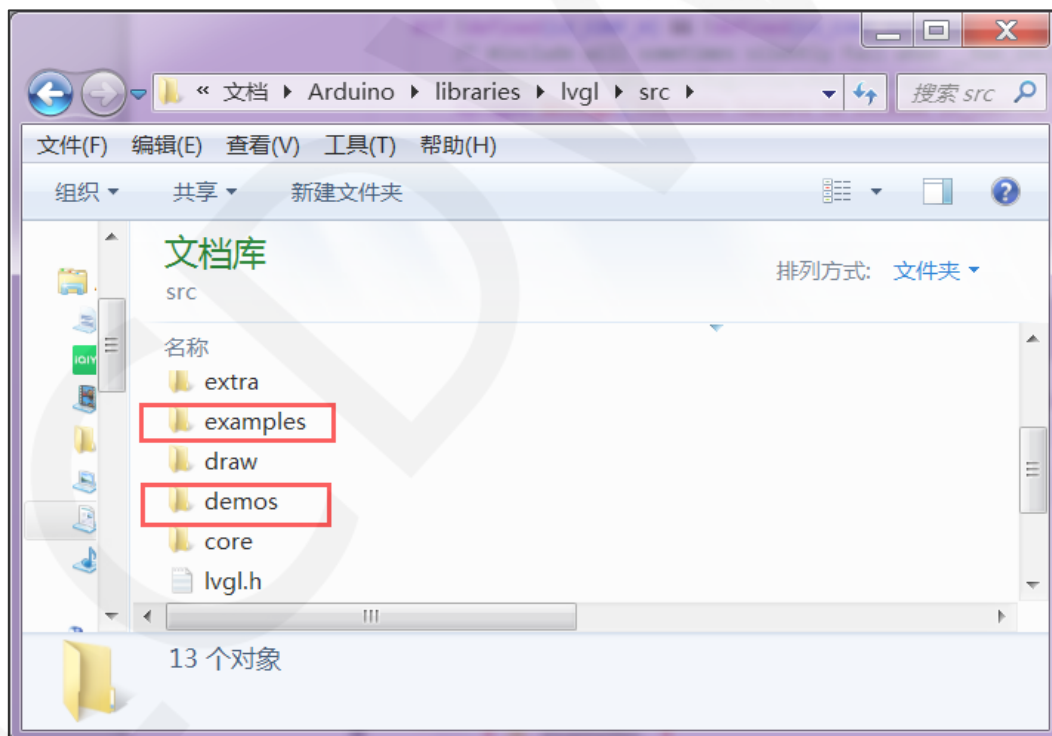 « 文档 ▸ Arduino ▸ libraries ▸ lvgl ▸ src ▸ 搜索 src
文件(F) 编辑(E) 查看(V) 工具(T) 帮助(H)
组织 共享 新建文件夹
文档库
src
排列方式: 文件夹
名称
extra
examples
draw
demos
core
lvgl.h
13 个对象